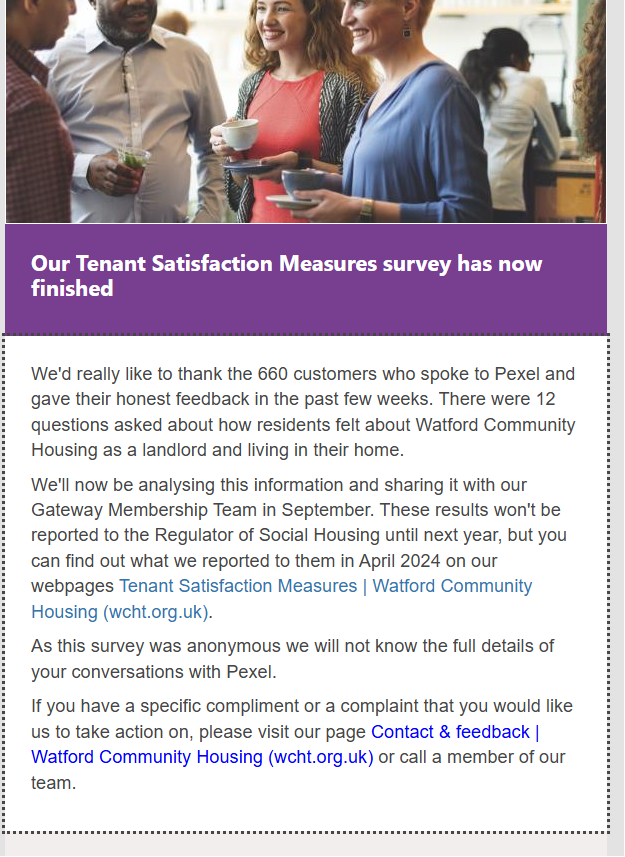 Our Tenant Satisfaction Measures survey has now
finished
We'd really like to thank the 660 customers who spoke to Pexel and
gave their honest feedback in the past few weeks. There were 12
questions asked about how residents felt about Watford Community
Housing as a landlord and living in their home.
We'll now be analysing this information and sharing it with our
Gateway Membership Team in September. These results won't be
reported to the Regulator of Social Housing until next year, but you
can find out what we reported to them in April 2024 on our
webpages Tenant Satisfaction Measures | Watford Community
Housing (wcht.org.uk).
As this survey was anonymous we will not know the full details of
your conversations with Pexel.
If you have a specific compliment or a complaint that you would like
us to take action on, please visit our page Contact & feedback |
Watford Community Housing (wcht.org.uk) or call a member of our
team.